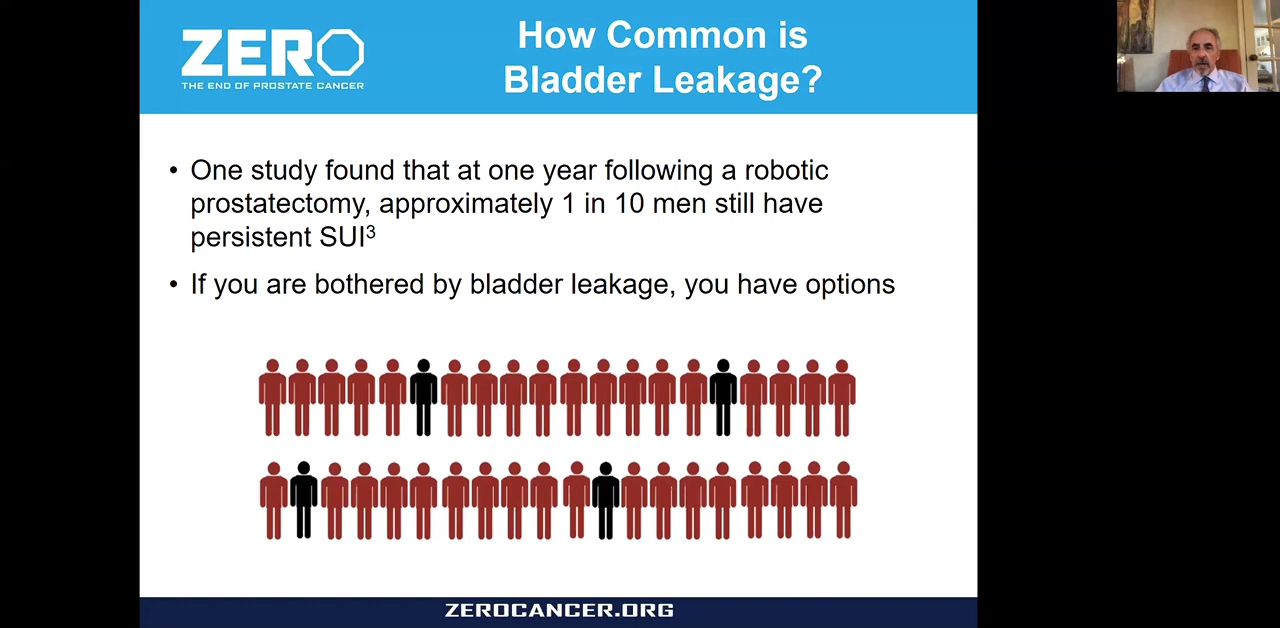 ZERO
THE END OF PROSTATE CANCER
How Common is
Bladder Leakage?
• One study found that at one year following a robotic
prostatectomy, approximately 1 in 10 men still have
persistent SUI³
• If you are bothered by bladder leakage, you have options
ZEROCANCER.ORG